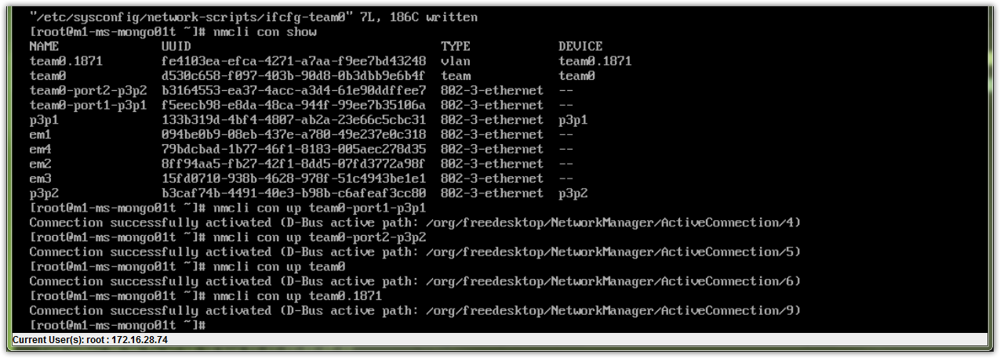 "/etc/sysconfig/network-scripts/ifcfg-team0" 7L, 186C written
[root@m1-ms-mongo01t ~]# nmcli con show
NAME UUID TYPE DEVICE
team0.1871 fe4103ea-efca-4271-a7aa-f9ee7bd43248 vlan team0.1871
team0 d530c658-f097-403b-90d8-0b3dbb9e6b4f team team0
team0-port2-p3p2 b3164553-ea37-4acc-a3d4-61e90ddffee7 802-3-ethernet --
team0-port1-p3p1 f5eecb98-e8da-48ca-944f-99ee7b35106a 802-3-ethernet --
p3p1 133b319d-4bf4-4807-ab2a-23e66c5cbc31 802-3-ethernet p3p1
em1 094be0b9-08eb-437e-a780-49e237e0c318 802-3-ethernet --
em4 79bdcbad-1b77-46f1-8183-005aec278d35 802-3-ethernet --
em2 8ff94aa5-fb27-42f1-8dd5-07fd3772a98f 802-3-ethernet --
em3 15fd0710-938b-4628-978f-51c4943be1e1 802-3-ethernet --
p3p2 b3caf74b-4491-40e3-b98b-c6afeaf3cc80 802-3-ethernet p3p2
[root@m1-ms-mongo01t ~]# nmcli con up team0-port1-p3p1
Connection successfully activated (D-Bus active path: /org/freedesktop/NetworkManager/ActiveConnection/4)
[root@m1-ms-mongo01t ~]# nmcli con up team0-port2-p3p2
Connection successfully activated (D-Bus active path: /org/freedesktop/NetworkManager/ActiveConnection/5)
[root@m1-ms-mongo01t ~]# nmcli con up team0
Connection successfully activated (D-Bus active path: /org/freedesktop/NetworkManager/ActiveConnection/6)
[root@m1-ms-mongo01t ~]# nmcli con up team0.1871
Connection successfully activated (D-Bus active path: /org/freedesktop/NetworkManager/ActiveConnection/9)
[root@m1-ms-mongo01t ~]#
Current User(s): root : 172.16.28.74